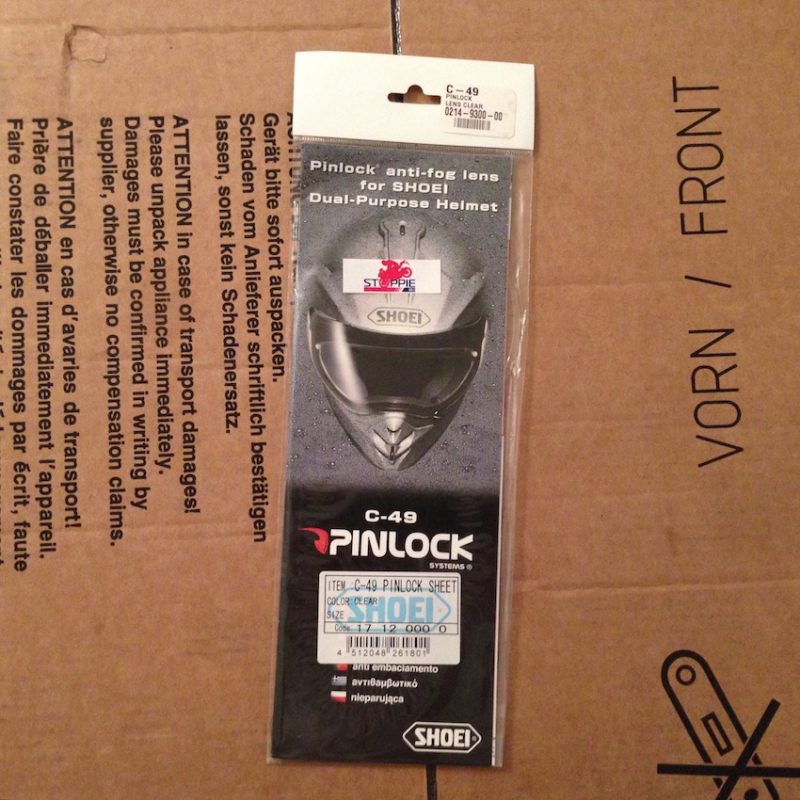 C-49
PINLOCK
LENS CLEAR
0214-9300-00
Pinlock® anti-fog lens
for SHOEI
Dual-Purpose Helmet
STOPPIE
SHOEI
C-49
PINLOCK
SYSTEMS ®
ITEM :C-49 PINLOCK SHEET
COLOR:CLEAR
SIZE
SHOEI
Code: 17 12 000 0
4 512048 261801
anti embaciamento
αντιθαμβωτικό
nieparująca
SHOEI
VORN / FRONT
Gerät bitte sofort auspacken.
Schaden vom Anlieferer schriftlich bestätigen
lassen, sonst kein Schadenersatz.
ATTENTION in case of transport damages!
Please unpack appliance immediately.
Damages must be confirmed in writing by
supplier, otherwise no compensation claims.
ATTENTION en cas d'avaries de transport!
Prière de déballer immediatement l'appareil.
Faire constater les dommages par écrit, faute